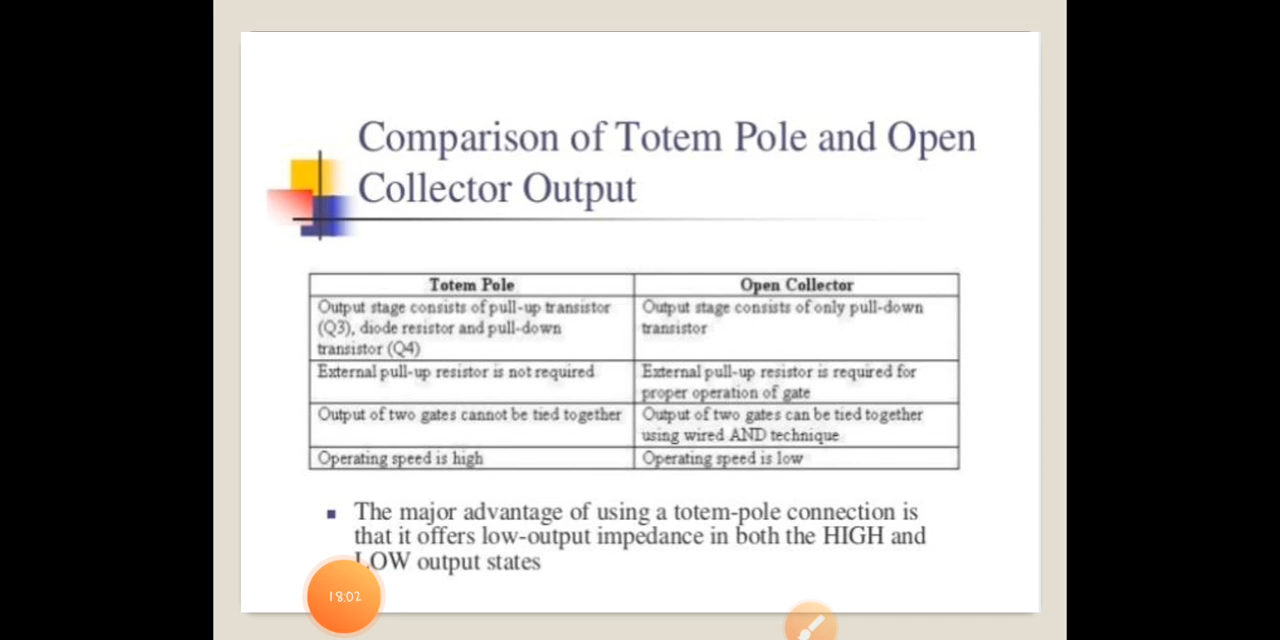 Comparison of Totem Pole and Open
Collector Output
Totem Pole
Open Collector
Output stage consists of pull-up transistor
(Q3), diode resistor and pull-down
transistor (Q4)
Output stage consists of only pull-down
transistor
External pull-up resistor is not required
External pull-up resistor is required for
proper operation of gate
Output of two gates cannot be tied together
Output of two gates can be tied together
using wired AND technique
Operating speed is high
Operating speed is low
The major advantage of using a totem-pole connection is
that it offers low-output impedance in both the HIGH and
LOW output states
18:02